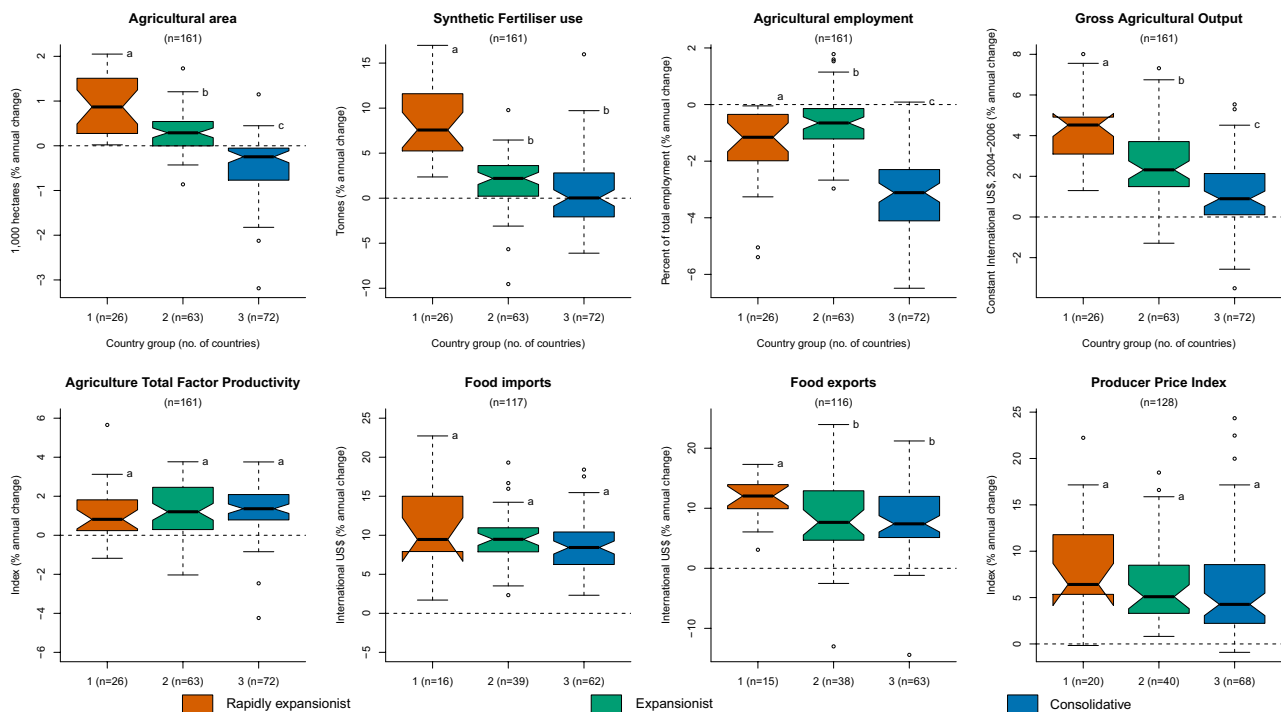 Agricultural area
(n=161)
1,000 hectares (% annual change)
2
1
0
−1
−2
−3
a
b
c
1 (n=26) 2 (n=63) 3 (n=72)
Country group (no. of countries)
Synthetic Fertiliser use
(n=161)
Tonnes (% annual change)
15
10
5
0
−5
−10
a
b
b
1 (n=26) 2 (n=63) 3 (n=72)
Country group (no. of countries)
Agricultural employment
(n=161)
Percent of total employment (% annual change)
0
−2
−4
−6
a
b
c
1 (n=26) 2 (n=63) 3 (n=72)
Country group (no. of countries)
Gross Agricultural Output
(n=161)
Constant International US$, 2004−2006 (% annual change)
8
6
4
2
0
−2
a
b
c
1 (n=26) 2 (n=63) 3 (n=72)
Country group (no. of countries)
Agriculture Total Factor Productivity
(n=161)
Index (% annual change)
6
4
2
0
−2
−4
−6
a
a
a
1 (n=26) 2 (n=63) 3 (n=72)
Food imports
(n=117)
International US$ (% annual change)
25
20
15
10
5
0
−5
a
a
a
1 (n=16) 2 (n=39) 3 (n=62)
Food exports
(n=116)
International US$ (% annual change)
20
10
0
−10
a
b
b
1 (n=15) 2 (n=38) 3 (n=63)
Producer Price Index
(n=128)
Index (% annual change)
25
20
15
10
5
0
a
a
a
1 (n=20) 2 (n=40) 3 (n=68)
Rapidly expansionist Expansionist Consolidative